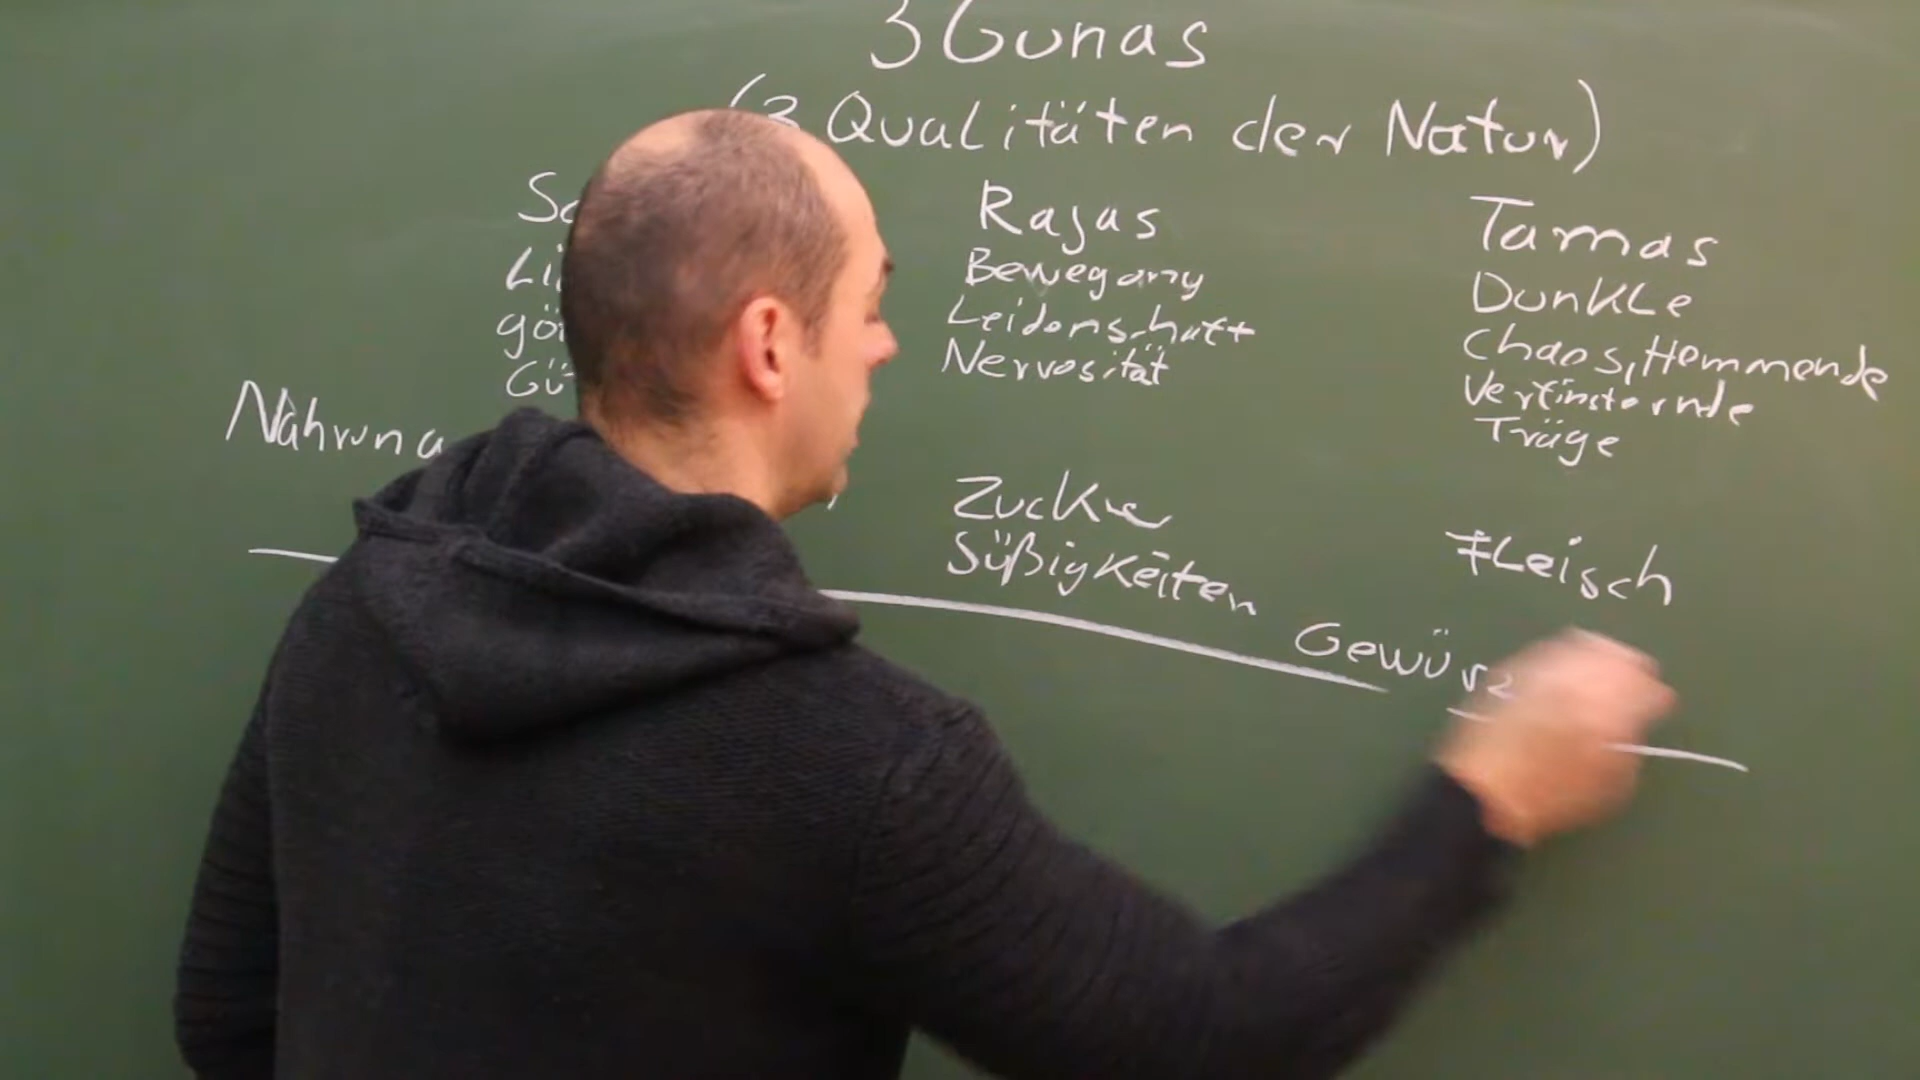 3 Gunas
(3 Qualitäten der Natur)
Rajas
Bewegung
Leidenschaft
Nervosität
Tamas
Dunkle
Chaos, Hemmende
Verfinsternde
Träge
Nahrung
Zucker
Süßigkeiten
Fleisch
Gewürz